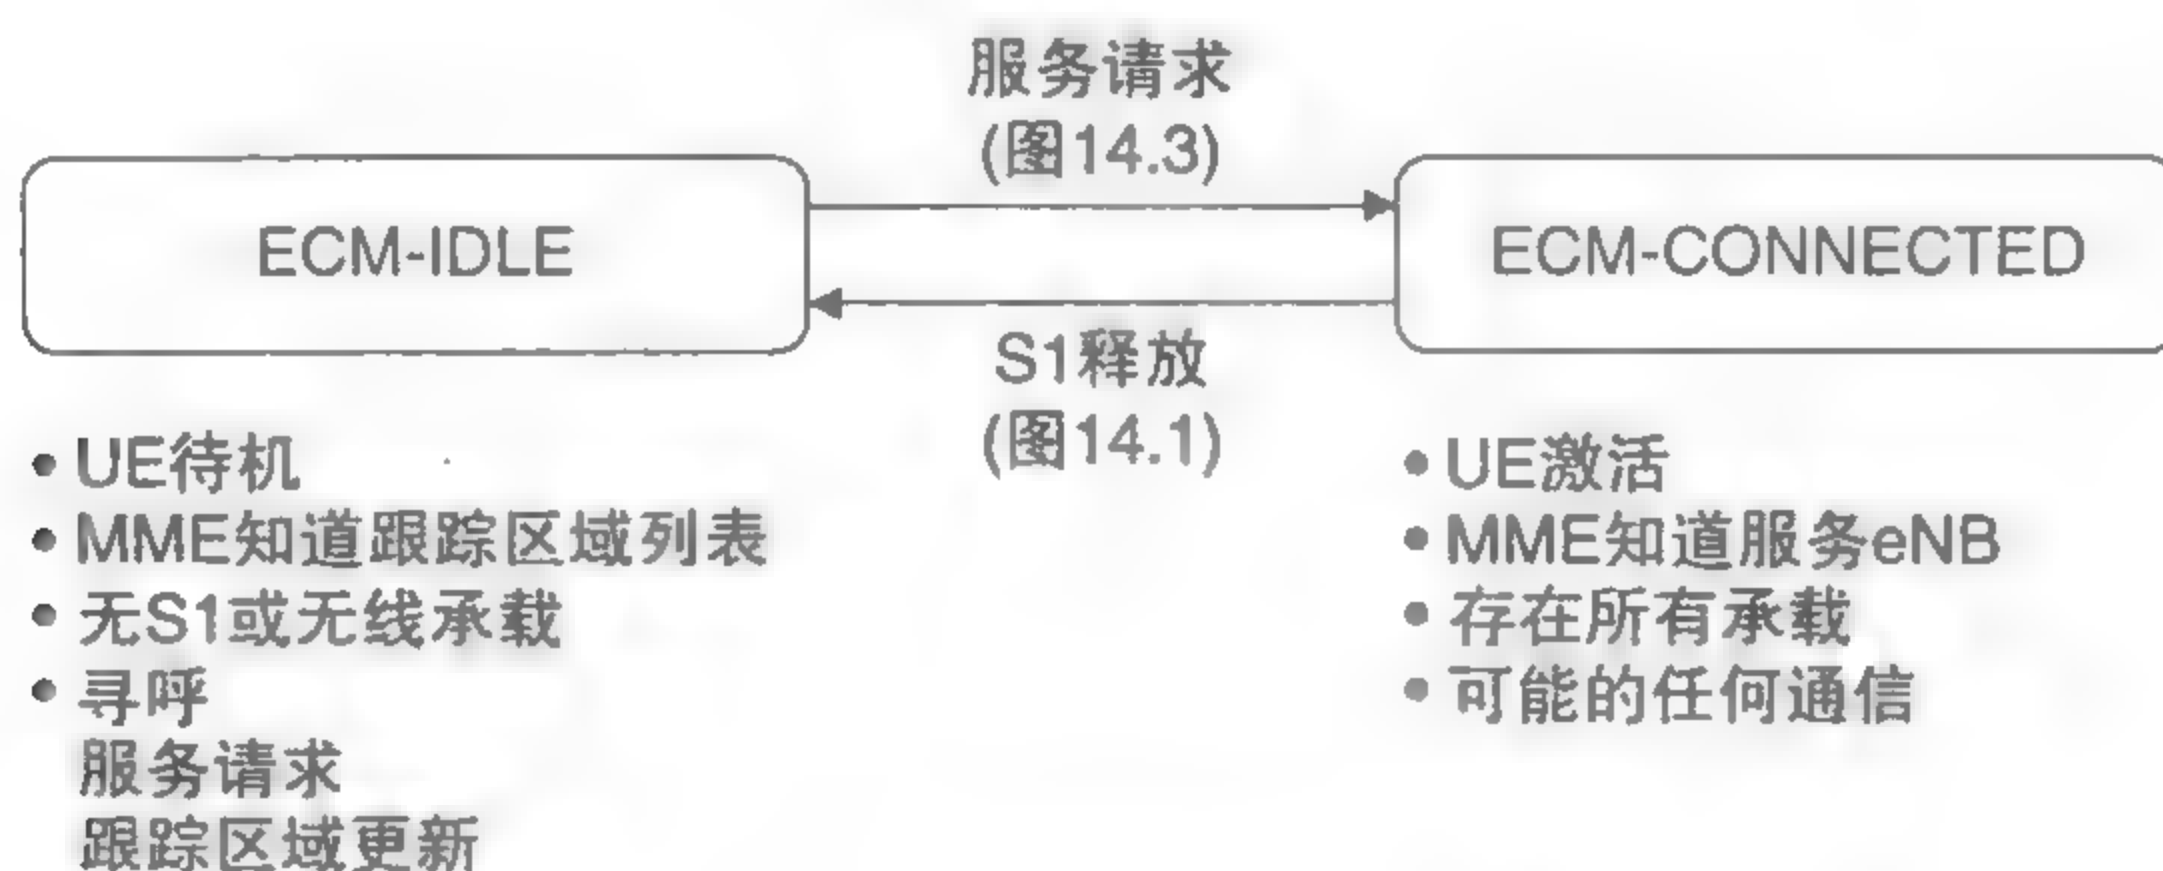 服务请求
(图14.3)
ECM-IDLE
ECM-CONNECTED
S1释放
(图14.1)
• UE待机
• MME知道跟踪区域列表
• 无S1或无线承载
• 寻呼
服务请求
跟踪区域更新
• UE激活
• MME知道服务eNB
• 存在所有承载
• 可能的任何通信